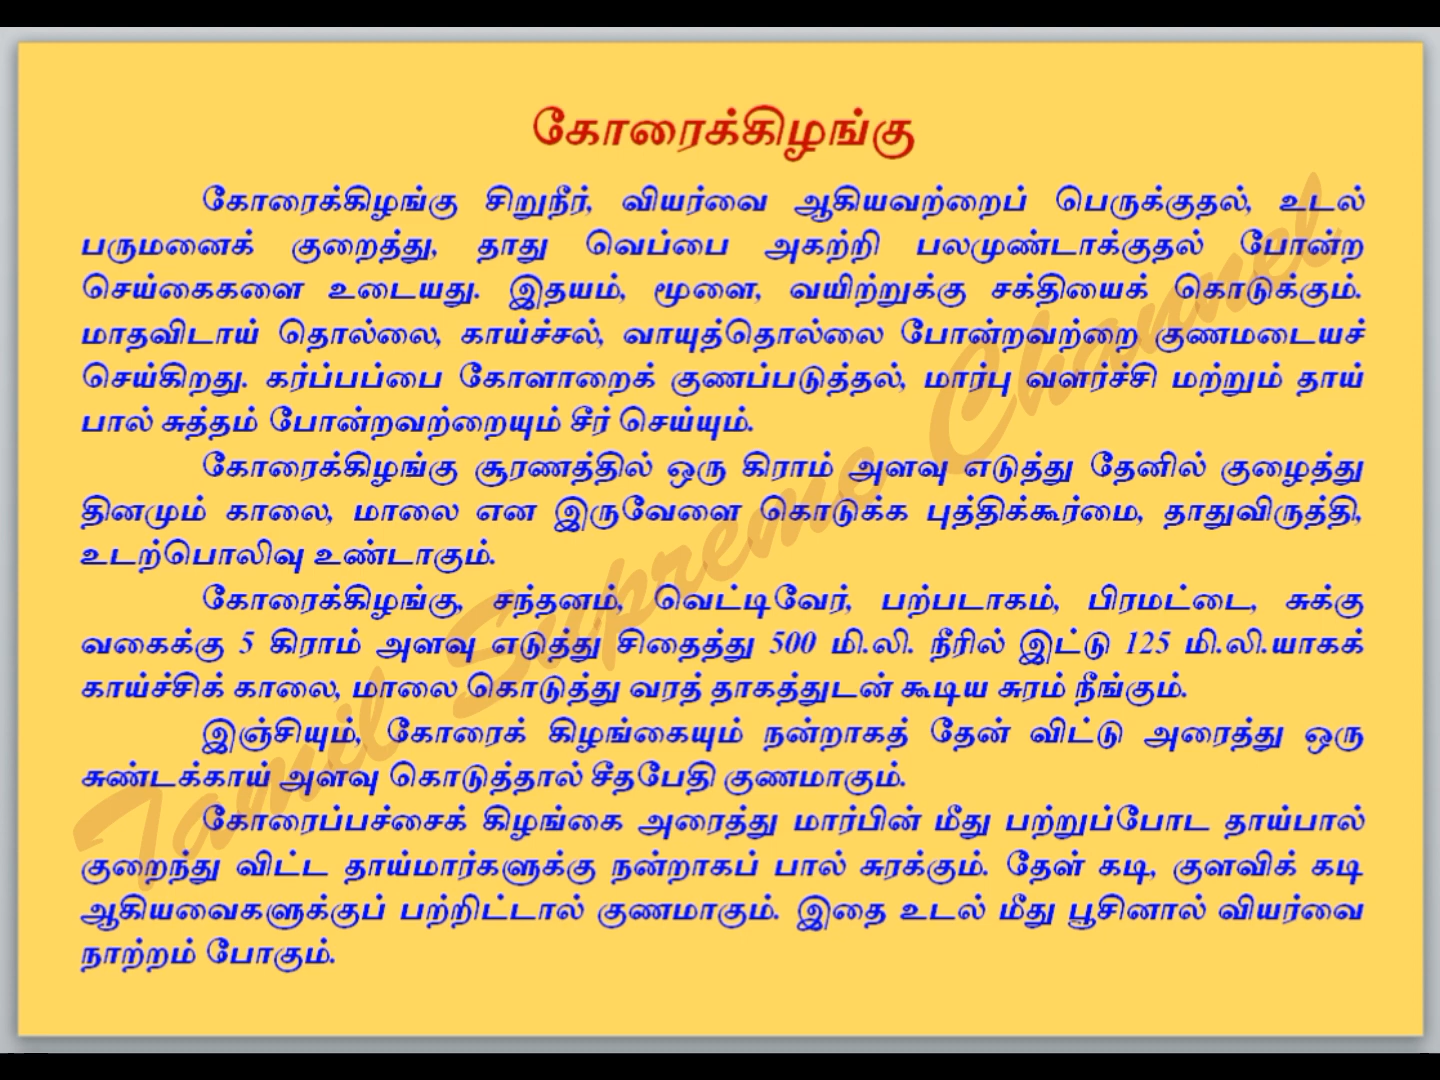 கோரைக்கிழங்கு
கோரைக்கிழங்கு சிறுநீர், வியர்வை ஆகியவற்றைப் பெருக்குதல், உடல்
பருமனைக் குறைத்து, தாது வெப்பை அகற்றி பலமுண்டாக்குதல் போன்ற
செய்கைகளை உடையது. இதயம், மூளை, வயிற்றுக்கு சக்தியைக் கொடுக்கும்.
மாதவிடாய் தொல்லை, காய்ச்சல், வாயுத்தொல்லை போன்றவற்றை குணமடையச்
செய்கிறது. கர்ப்பப்பை கோளாறைக் குணப்படுத்தல், மார்பு வளர்ச்சி மற்றும் தாய்
பால் சுத்தம் போன்றவற்றையும் சீர் செய்யும்.
கோரைக்கிழங்கு சூரணத்தில் ஒரு கிராம் அளவு எடுத்து தேனில் குழைத்து
தினமும் காலை, மாலை என இருவேளை கொடுக்க புத்திக்கூர்மை, தாதுவிருத்தி,
உடற்பொலிவு உண்டாகும்.
கோரைக்கிழங்கு, சந்தனம், வெட்டிவேர், பற்படாகம், பிரமட்டை, சுக்கு
வகைக்கு 5 கிராம் அளவு எடுத்து சிதைத்து 500 மி.லி. நீரில் இட்டு 125 மி.லி.யாகக்
காய்ச்சிக் காலை, மாலை கொடுத்து வரத் தாகத்துடன் கூடிய சுரம் நீங்கும்.
இஞ்சியும், கோரைக் கிழங்கையும் நன்றாகத் தேன் விட்டு அரைத்து ஒரு
சுண்டக்காய் அளவு கொடுத்தால் சீதபேதி குணமாகும்.
கோரைப்பச்சைக் கிழங்கை அரைத்து மார்பின் மீது பற்றுப்போட தாய்பால்
குறைந்து விட்ட தாய்மார்களுக்கு நன்றாகப் பால் சுரக்கும். தேள் கடி, குளவிக் கடி
ஆகியவைகளுக்குப் பற்றிட்டால் குணமாகும். இதை உடல் மீது பூசினால் வியர்வை
நாற்றம் போகும்.
Tamil Supreme Channel